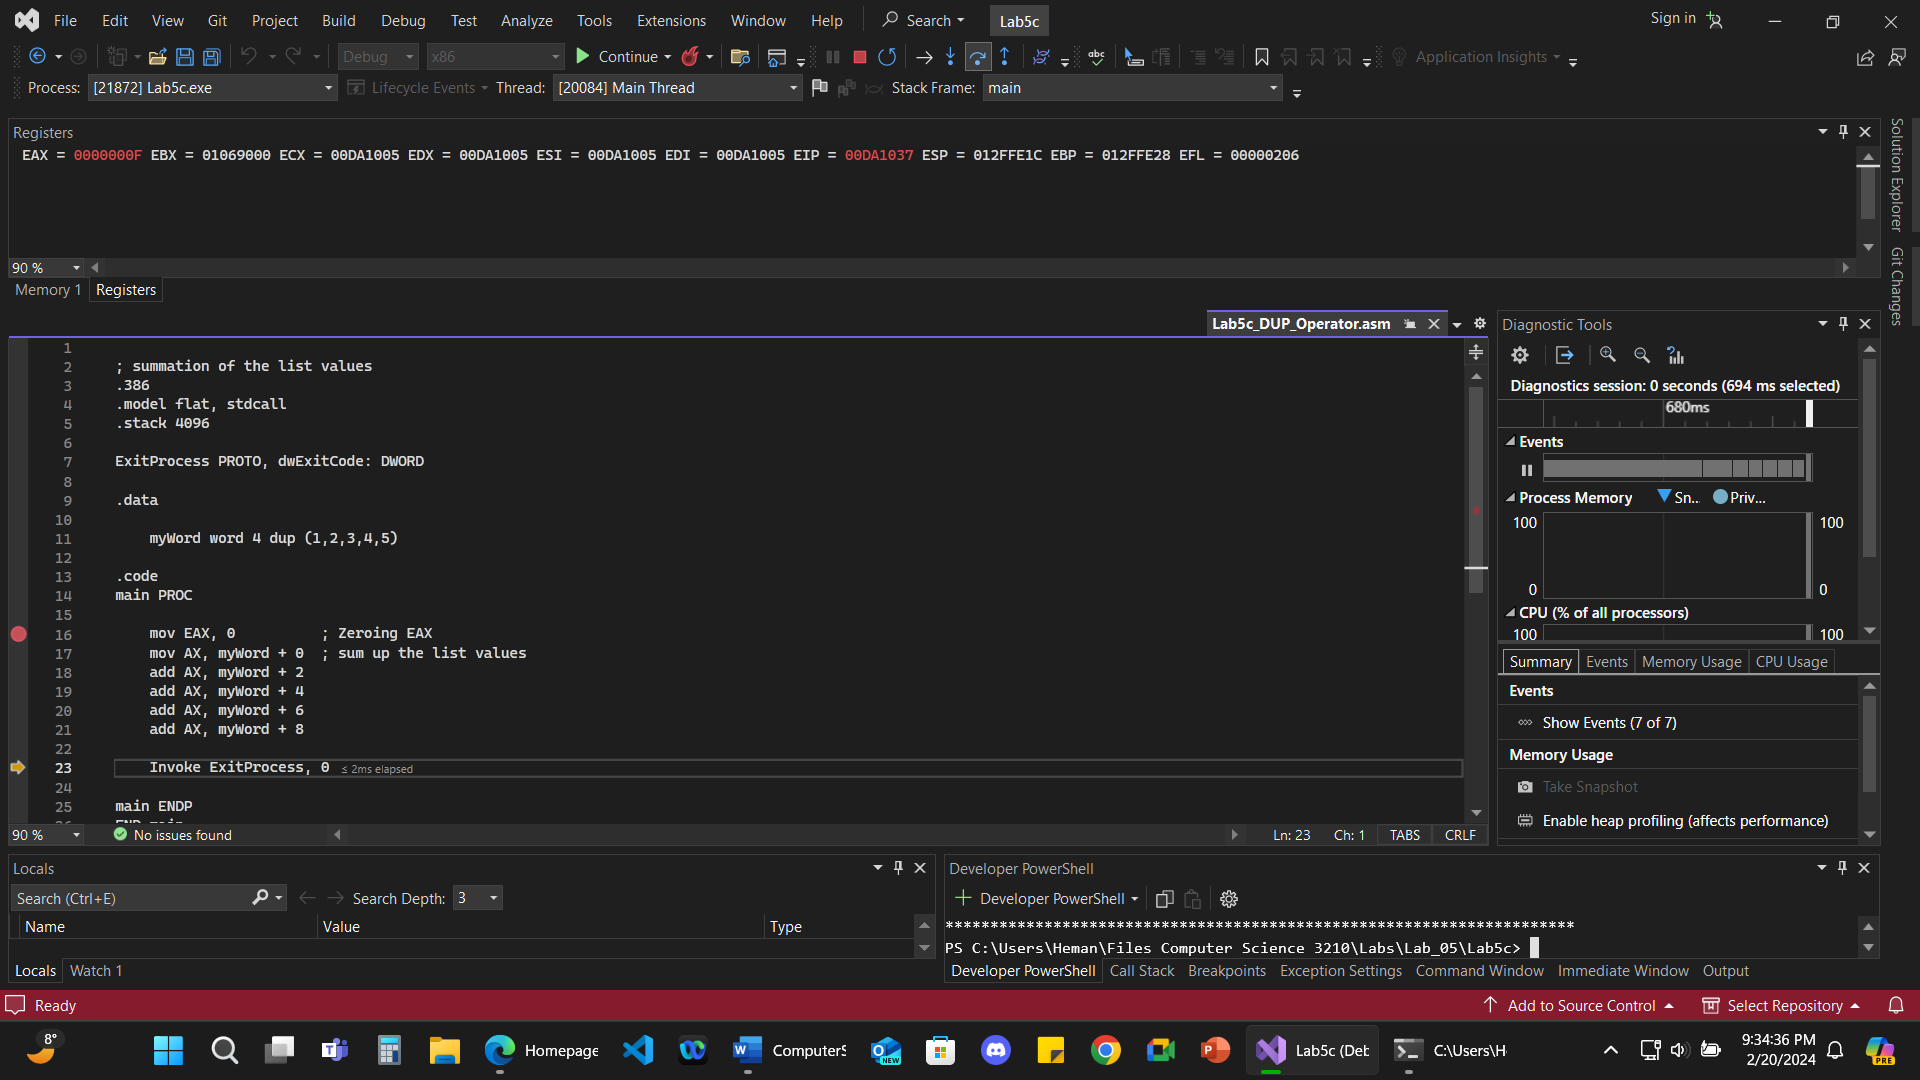 File Edit View Git Project Build Debug Test Analyze Tools Extensions Window Help Search Lab5c Sign in
Debug x86 Continue Application Insights
Process: [21872] Lab5c.exe Lifecycle Events Thread: [20084] Main Thread Stack Frame: main
Registers
EAX = 0000000F EBX = 01069000 ECX = 00DA1005 EDX = 00DA1005 ESI = 00DA1005 EDI = 00DA1005 EIP = 00DA1037 ESP = 012FFE1C EBP = 012FFE28 EFL = 00000206
90 %
Memory 1 Registers
Solution Explorer
Git Changes
Lab5c_DUP_Operator.asm
1
2 ; summation of the list values
3 .386
4 .model flat, stdcall
5 .stack 4096
6
7 ExitProcess PROTO, dwExitCode: DWORD
8
9 .data
10
11 myWord word 4 dup (1,2,3,4,5)
12
13 .code
14 main PROC
15
16 mov EAX, 0 ; Zeroing EAX
17 mov AX, myWord + 0 ; sum up the list values
18 add AX, myWord + 2
19 add AX, myWord + 4
20 add AX, myWord + 6
21 add AX, myWord + 8
22
23 Invoke ExitProcess, 0 ≤ 2ms elapsed
24
25 main ENDP
90 % No issues found Ln: 23 Ch: 1 TABS CRLF
Diagnostic Tools
Diagnostics session: 0 seconds (694 ms selected)
680ms
Events
Process Memory Sn... Priv...
100 100
0 0
CPU (% of all processors)
100 100
Summary Events Memory Usage CPU Usage
Events
Show Events (7 of 7)
Memory Usage
Take Snapshot
Enable heap profiling (affects performance)
Locals
Search (Ctrl+E) Search Depth: 3
Name Value Type
Locals Watch 1
Developer PowerShell
Developer PowerShell
**********************************************************************
PS C:\Users\Heman\Files Computer Science 3210\Labs\Lab_05\Lab5c>
Developer PowerShell Call Stack Breakpoints Exception Settings Command Window Immediate Window Output
Ready Add to Source Control Select Repository
8° Homepage ComputerS NEW Lab5c (Deb C:\Users\H 9:34:36 PM PRE
2/20/2024